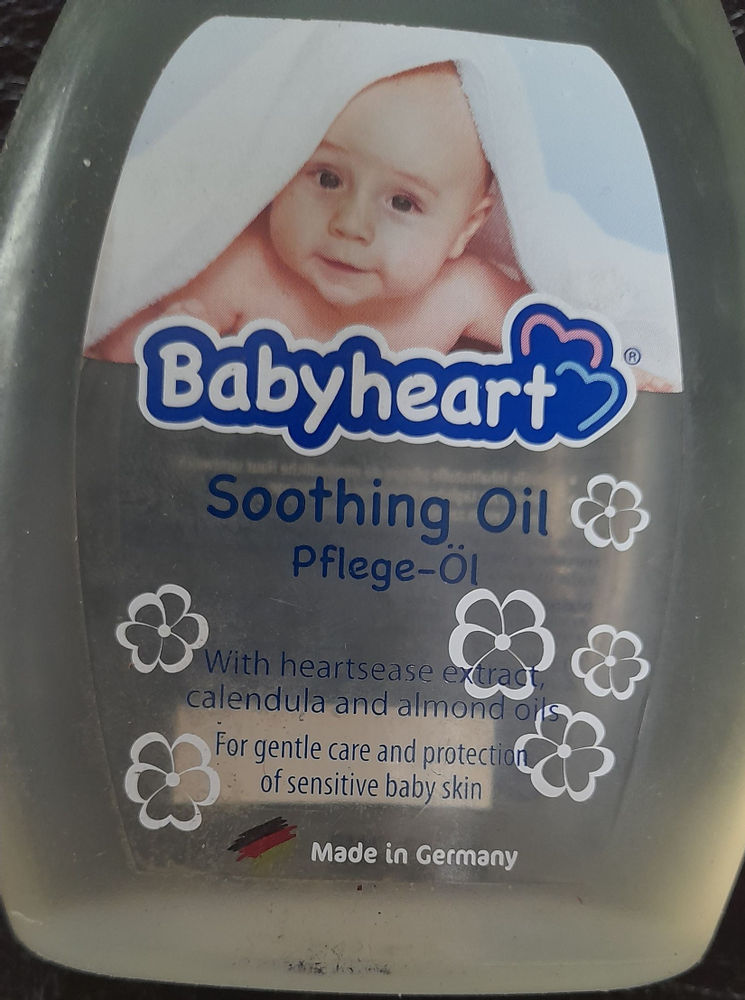 Babyheart®
Soothing Oil
Pflege-Öl
With heartsease extract,
calendula and almond oils
For gentle care and protection
of sensitive baby skin
Made in Germany